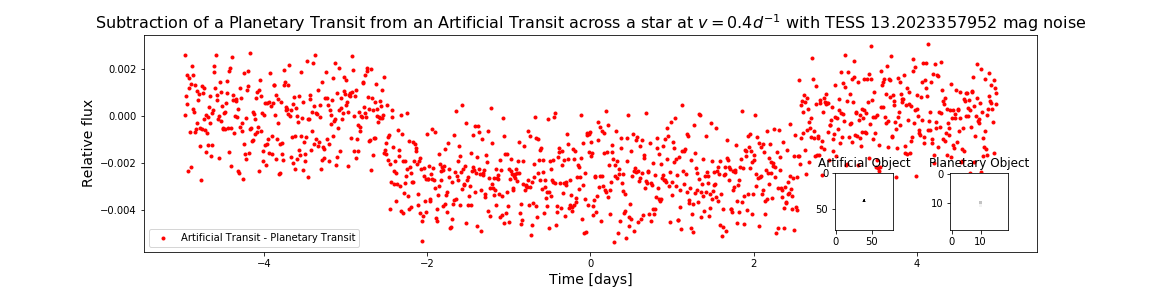 Subtraction of a Planetary Transit from an Artificial Transit across a star at v = 0.4d⁻¹ with TESS 13.2023357952 mag noise
Relative flux
0.002
0.000
−0.002
−0.004
Artificial Object
0
50
0 50
Planetary Object
0
10
0 10
Artificial Transit - Planetary Transit
−4 −2 0 2 4
Time [days]